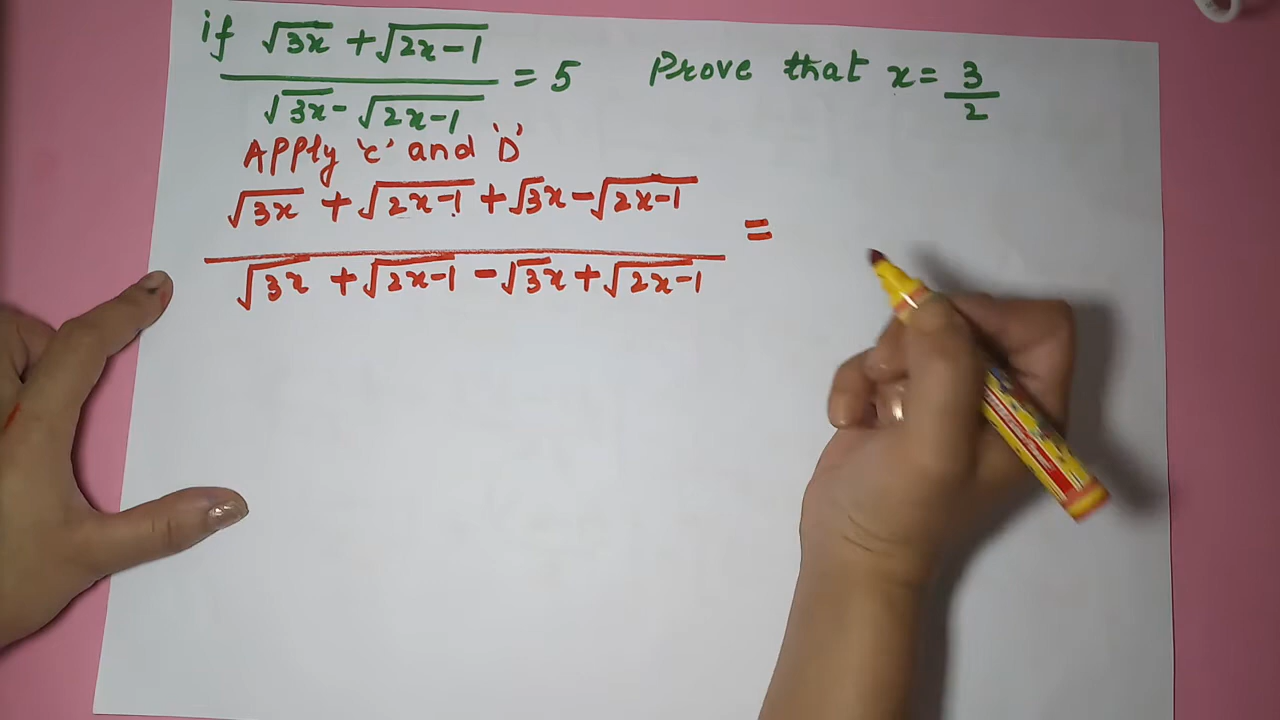 if √3x + √2x-1 / √3x - √2x-1 = 5 Prove that x = 3/2
Apply 'c' and 'D'
√3x + √2x-1 + √3x - √2x-1 / √3x + √2x-1 - √3x + √2x-1 =